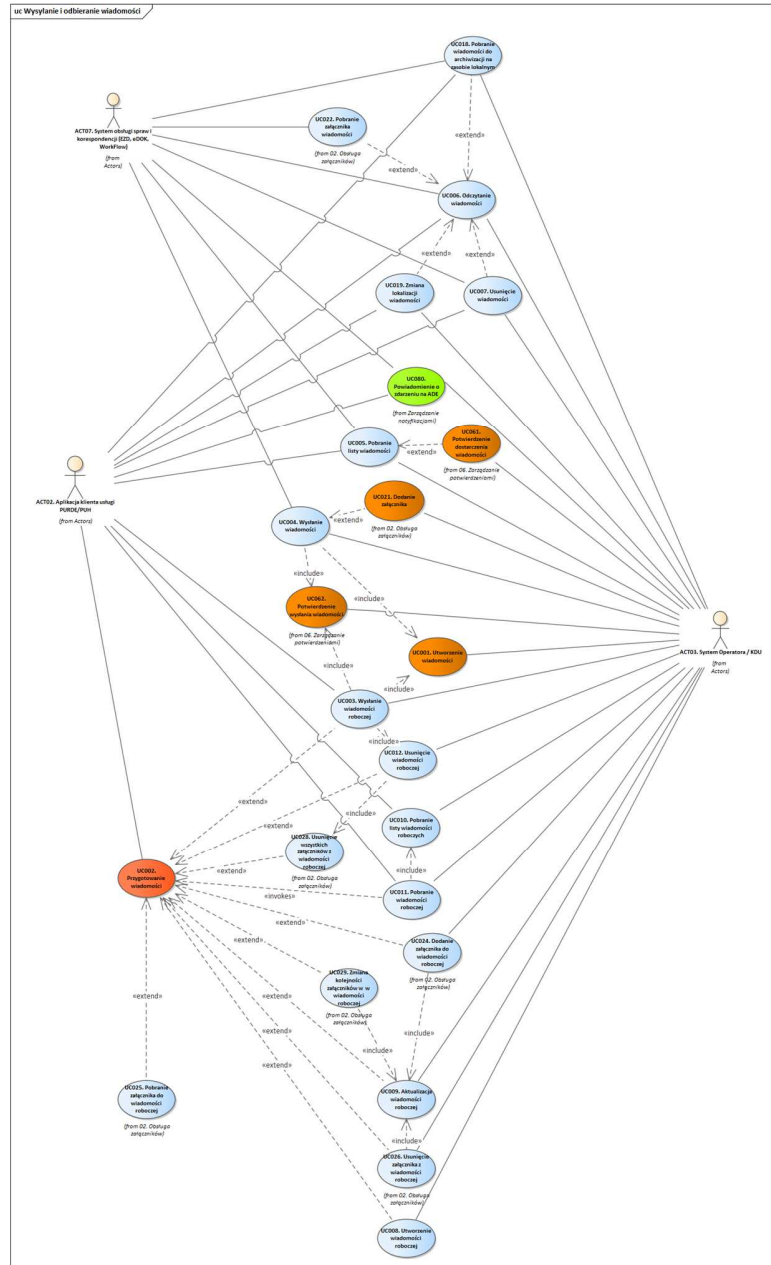 uc Wysyłanie i odbieranie wiadomości
UC018. Pobranie
wiadomości do
archiwizacji na
zasobie lokalnym
ACT07. System obsługi spraw i
korespondencji (EZD, eDOK,
WorkFlow)
(from
Actors)
UC022. Pobranie
załącznika
wiadomości
(from 02. Obsługa
załączników)
«extend»
«extend»
UC006. Odczytanie
wiadomości
«extend»
«extend»
UC019. Zmiana
lokalizacji
wiadomości
UC007. Usunięcie
wiadomości
UC080.
Powiadomienie o
zdarzeniu na ADE
(from Zarządzanie
notyfikacjami)
UC005. Pobranie
listy wiadomości
«extend»
UC061.
Potwierdzenie
dostarczenia
wiadomości
(from 06. Zarządzanie
potwierdzeniami)
ACT02. Aplikacja klienta usługi
PURDE/PUH
(from Actors)
UC021. Dodanie
załącznika
(from 02. Obsługa
załączników)
«extend»
UC004. Wysłanie
wiadomości
«include»
«include»
UC062.
Potwierdzenie
wysłania wiadomości
(from 06. Zarządzanie
potwierdzeniami)
UC001. Utworzenie
wiadomości
ACT03. System Operatora / KDU
(from
Actors)
«include»
«include»
UC003. Wysłanie
wiadomości
roboczej
«include»
UC012. Usunięcie
wiadomości
roboczej
«extend»
«extend»
«include»
UC010. Pobranie
listy wiadomości
roboczych
UC028. Usunięcie
wszystkich
załączników z
wiadomości
roboczej
(from 02. Obsługa
załączników)
«extend»
«include»
UC002.
Przygotowanie
wiadomości
«invokes»
UC011. Pobranie
wiadomości
roboczej
«extend»
UC024. Dodanie
załącznika do
wiadomości
roboczej
(from 02. Obsługa
załączników)
«extend»
UC029. Zmiana
kolejności
załączników w w
wiadomości
roboczej
(from 02. Obsługa
załączników)
«extend»
«extend»
«include»
«include»
«extend»
UC025. Pobranie
załącznika do
wiadomości
roboczej
(from 02. Obsługa
załączników)
UC009. Aktualizacja
wiadomości
roboczej
«include»
UC026. Usunięcie
załącznika z
wiadomości
roboczej
(from 02. Obsługa
załączników)
UC008. Utworzenie
wiadomości
roboczej